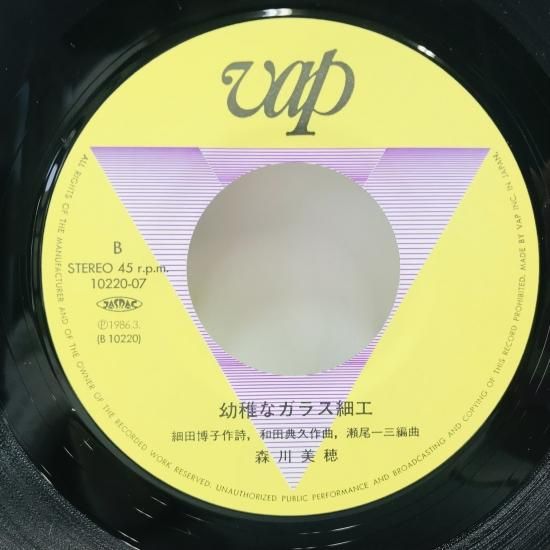 vap
B
STEREO 45 r.p.m.
10220-07
JASRAC
Ⓟ1986.3.
(B 10220)
幼稚なガラス細工
細田博子作詩, 和田典久作曲, 瀬尾一三編曲
森川美穂
ALL RIGHTS OF THE MANUFACTURER AND OF THE OWNER OF THE RECORDED WORK RESERVED. UNAUTHORIZED PUBLIC PERFORMANCE AND BROADCASTING AND COPYING OF THIS RECORD PROHIBITED. MADE BY VAP INC. IN JAPAN.